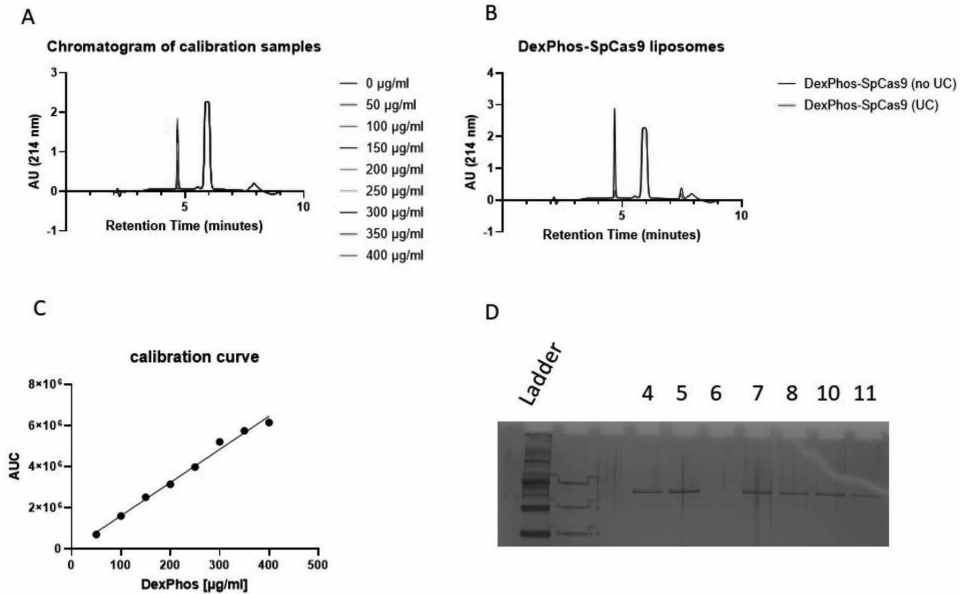 A
Chromatogram of calibration samples
3
2
1
0
-1
5
10
AU (214 nm)
Retention Time (minutes)
0 µg/ml
50 µg/ml
100 µg/ml
150 µg/ml
200 µg/ml
250 µg/ml
300 µg/ml
350 µg/ml
400 µg/ml
B
DexPhos-SpCas9 liposomes
4
3
2
1
0
-1
5
10
AU (214 nm)
Retention Time (minutes)
DexPhos-SpCas9 (no UC)
DexPhos-SpCas9 (UC)
C
calibration curve
8×10⁶
6×10⁶
4×10⁶
2×10⁶
0
0 100 200 300 400 500
AUC
DexPhos [µg/ml]
D
Ladder
4 5 6 7 8 10 11